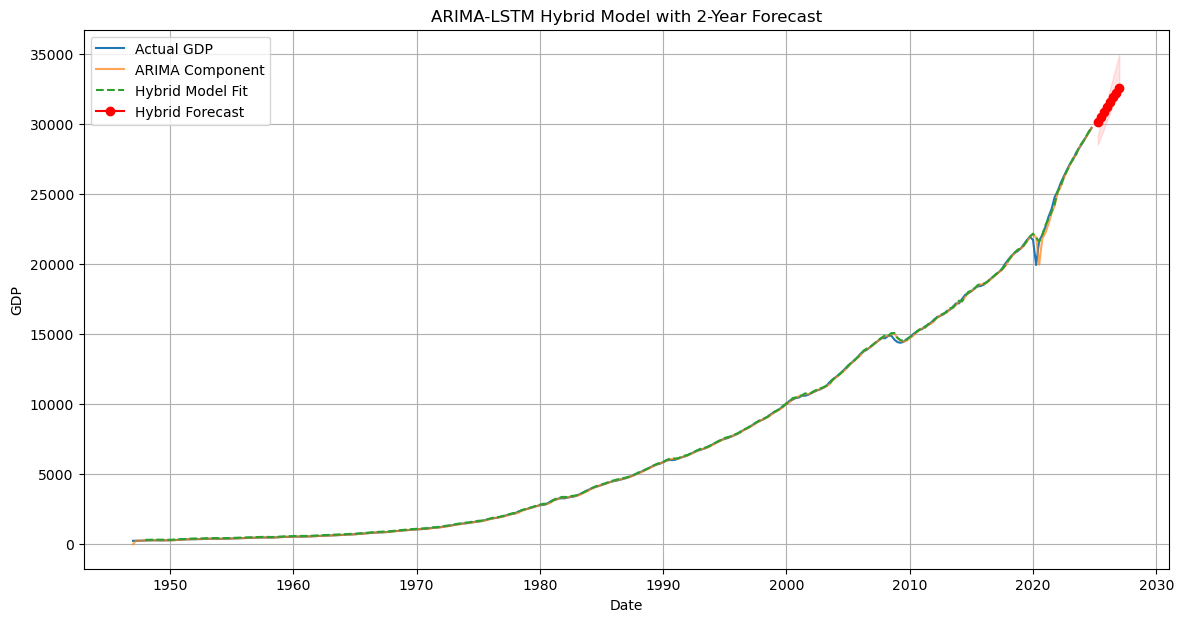 ARIMA-LSTM Hybrid Model with 2-Year Forecast
Actual GDP
ARIMA Component
Hybrid Model Fit
Hybrid Forecast
35000
30000
25000
20000
15000
10000
5000
0
GDP
1950 1960 1970 1980 1990 2000 2010 2020 2030
Date